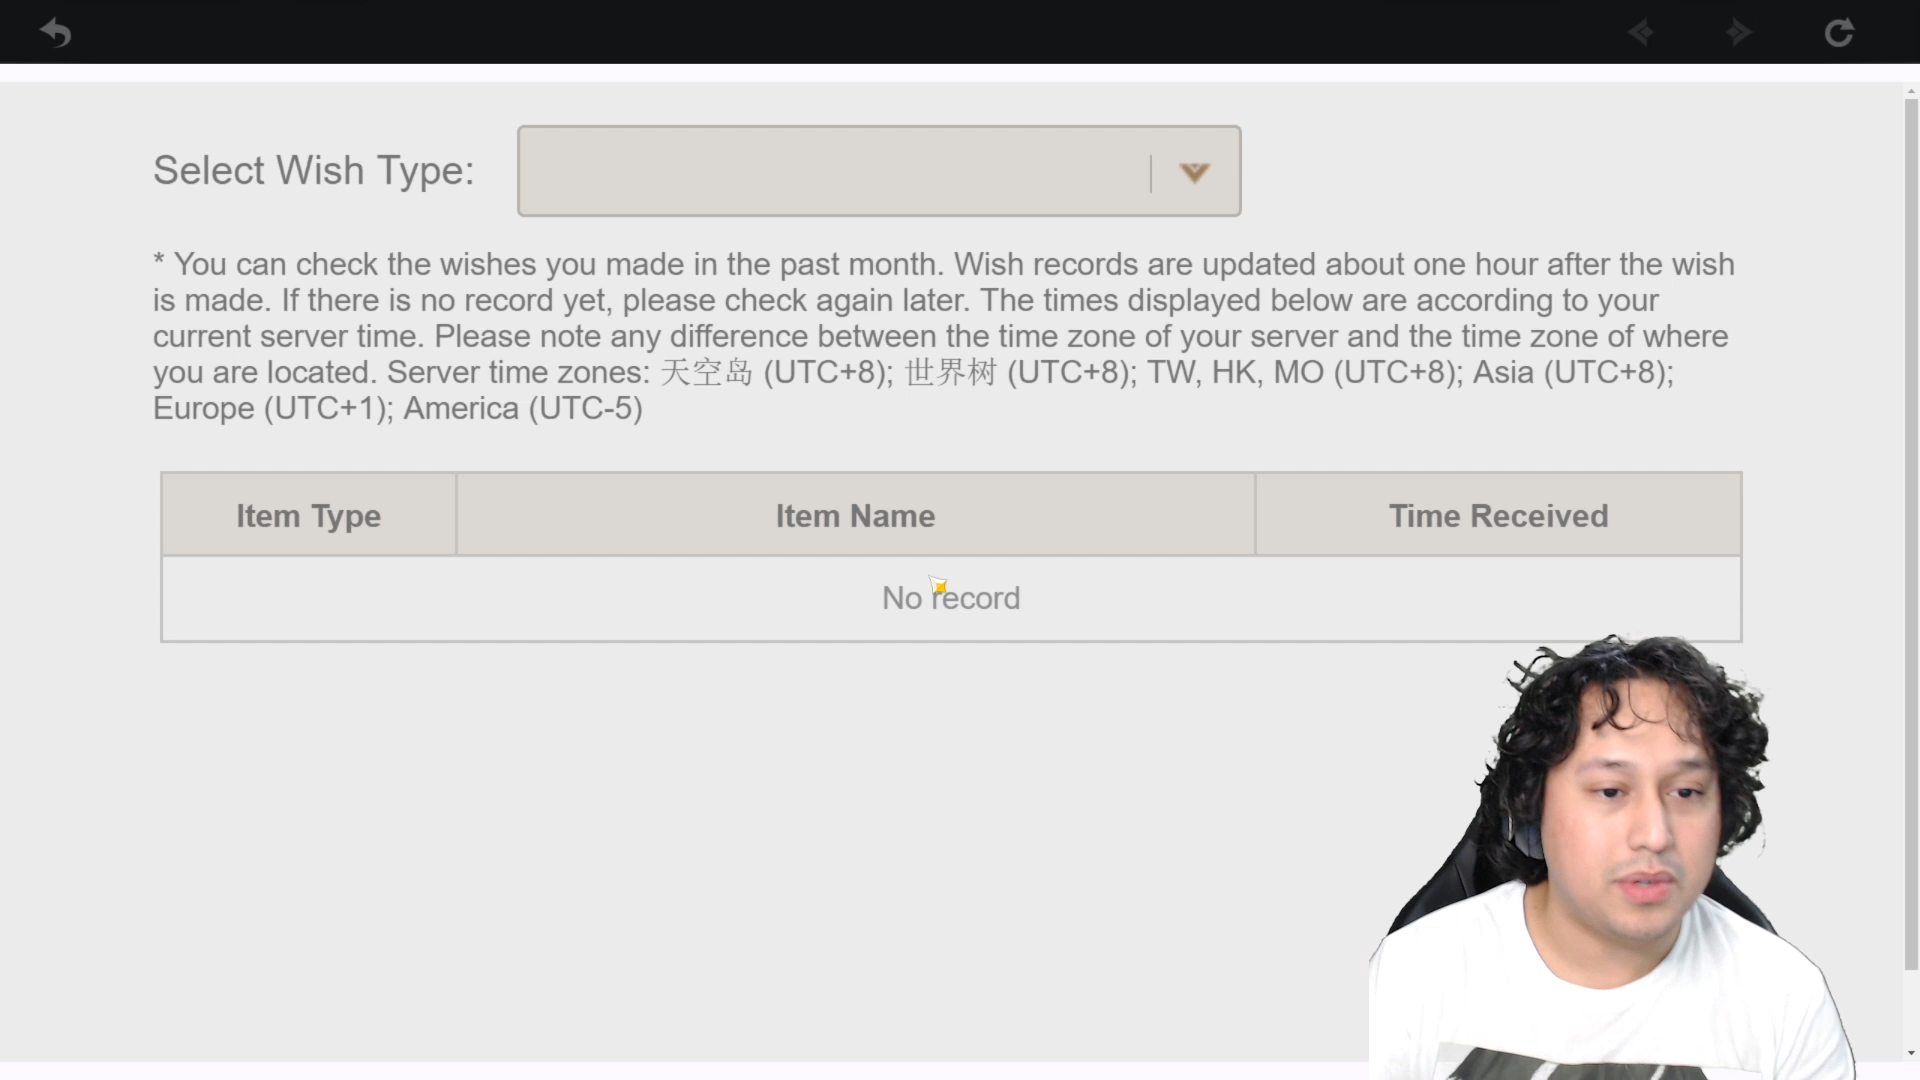 Select Wish Type:
* You can check the wishes you made in the past month. Wish records are updated about one hour after the wish
is made. If there is no record yet, please check again later. The times displayed below are according to your
current server time. Please note any difference between the time zone of your server and the time zone of where
you are located. Server time zones: 天空岛 (UTC+8); 世界树 (UTC+8); TW, HK, MO (UTC+8); Asia (UTC+8);
Europe (UTC+1); America (UTC-5)
Item Type Item Name Time Received
No record